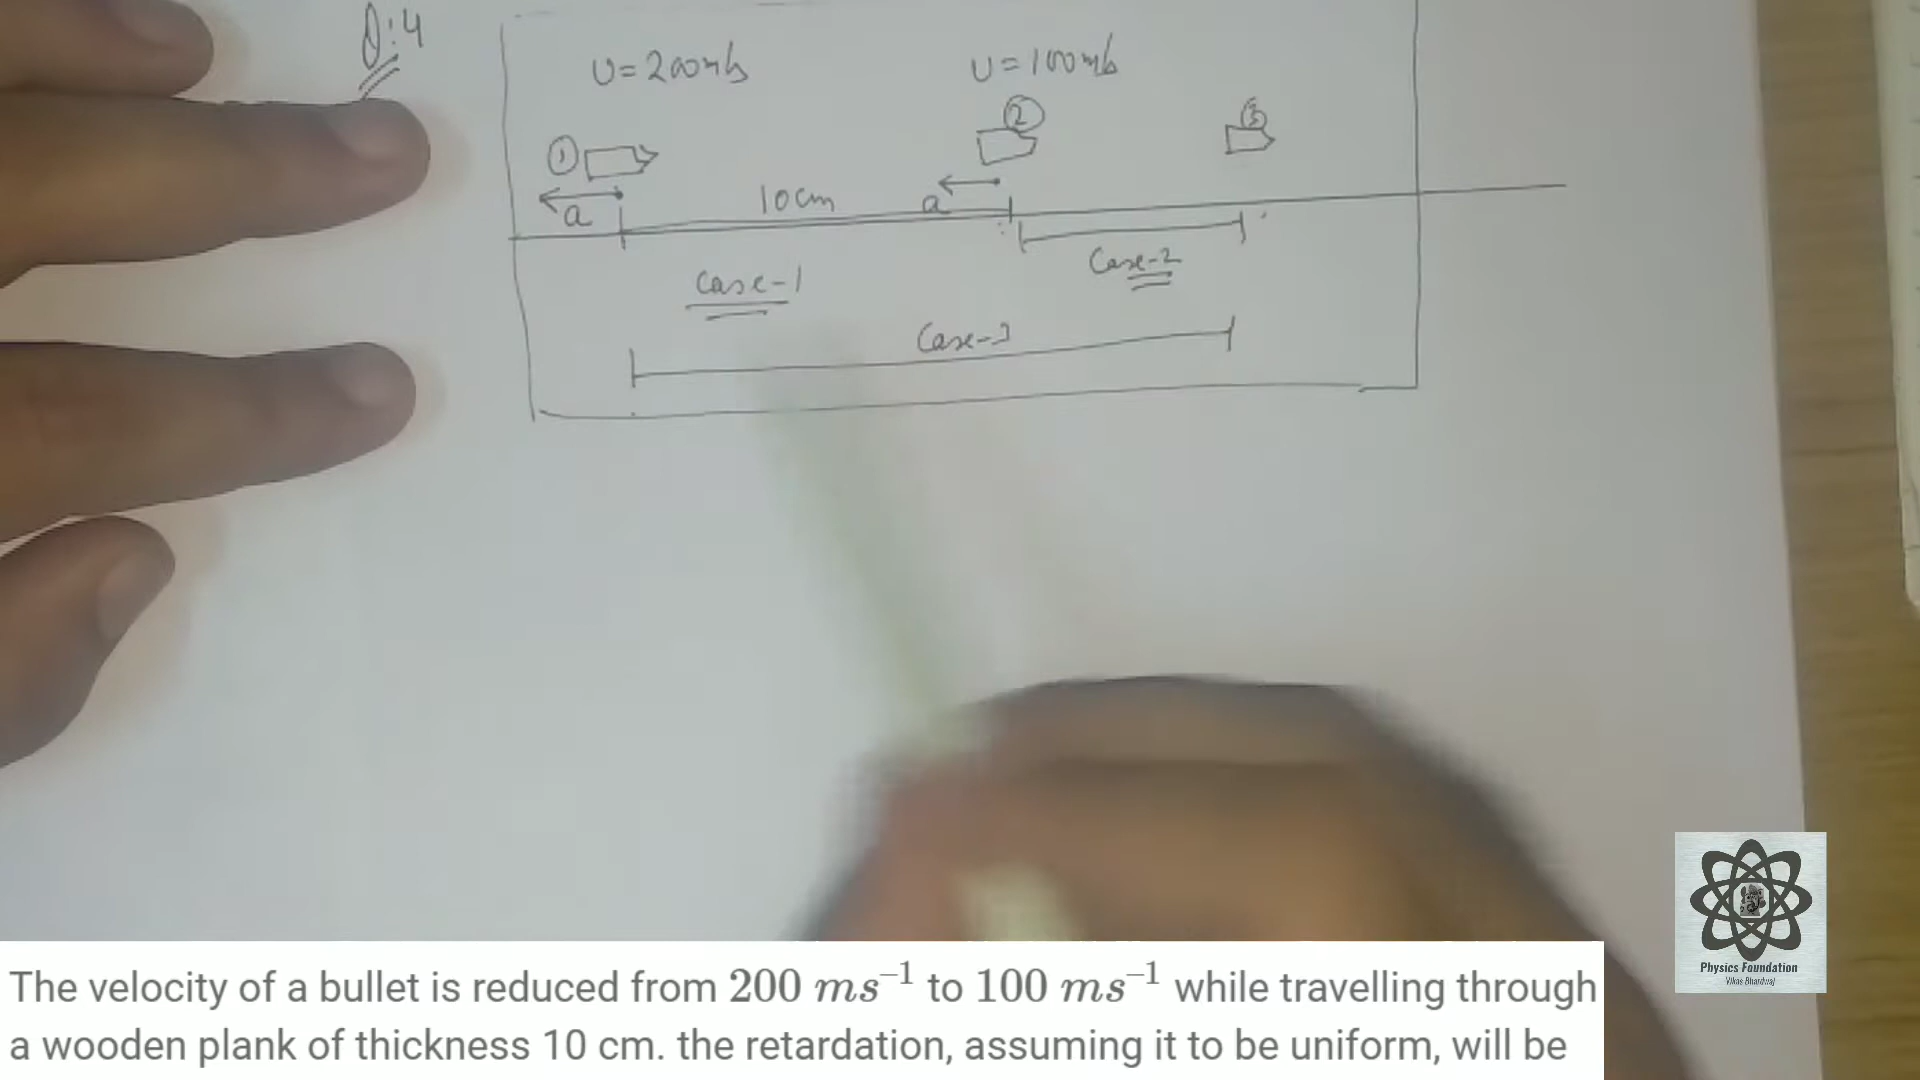 Q:4
U=200m/s
U=100m/s
①
②
③
a
10cm
a
Case-1
Case-2
Case-3
Physics Foundation
Vikas Bhardwaj
The velocity of a bullet is reduced from 200 ms⁻¹ to 100 ms⁻¹ while travelling through
a wooden plank of thickness 10 cm. the retardation, assuming it to be uniform, will be